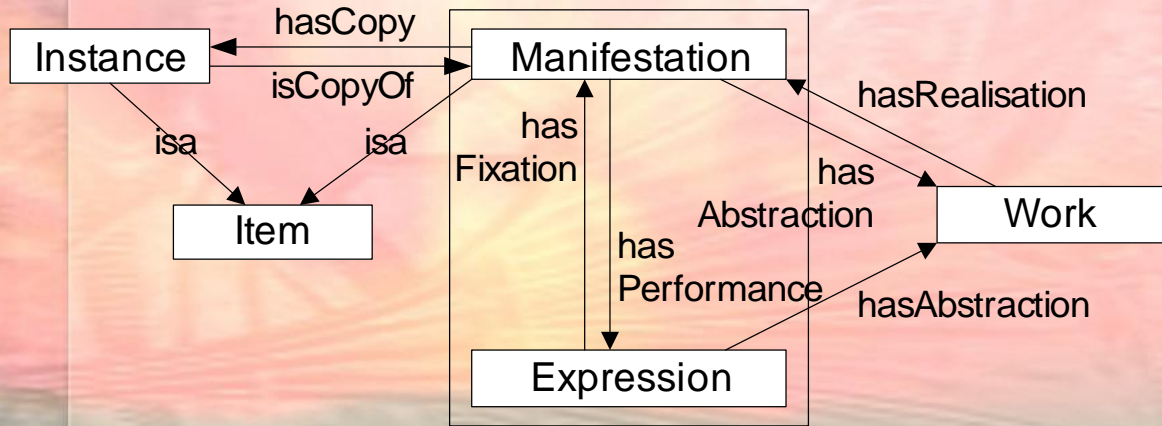 hasCopy
Instance
Manifestation
isCopyOf
hasRealisation
isa
isa
has
Fixation
has
Abstraction
Work
Item
has
Performance
hasAbstraction
Expression